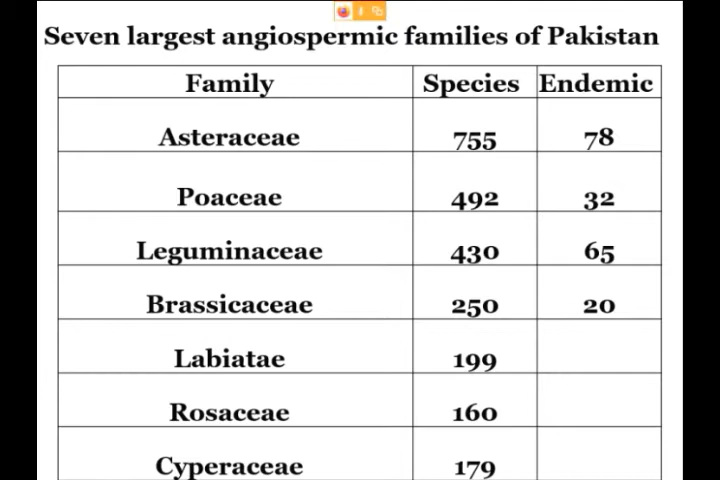 Seven largest angiospermic families of Pakistan
Family Species Endemic
Asteraceae 755 78
Poaceae 492 32
Leguminaceae 430 65
Brassicaceae 250 20
Labiatae 199
Rosaceae 160
Cyperaceae 179